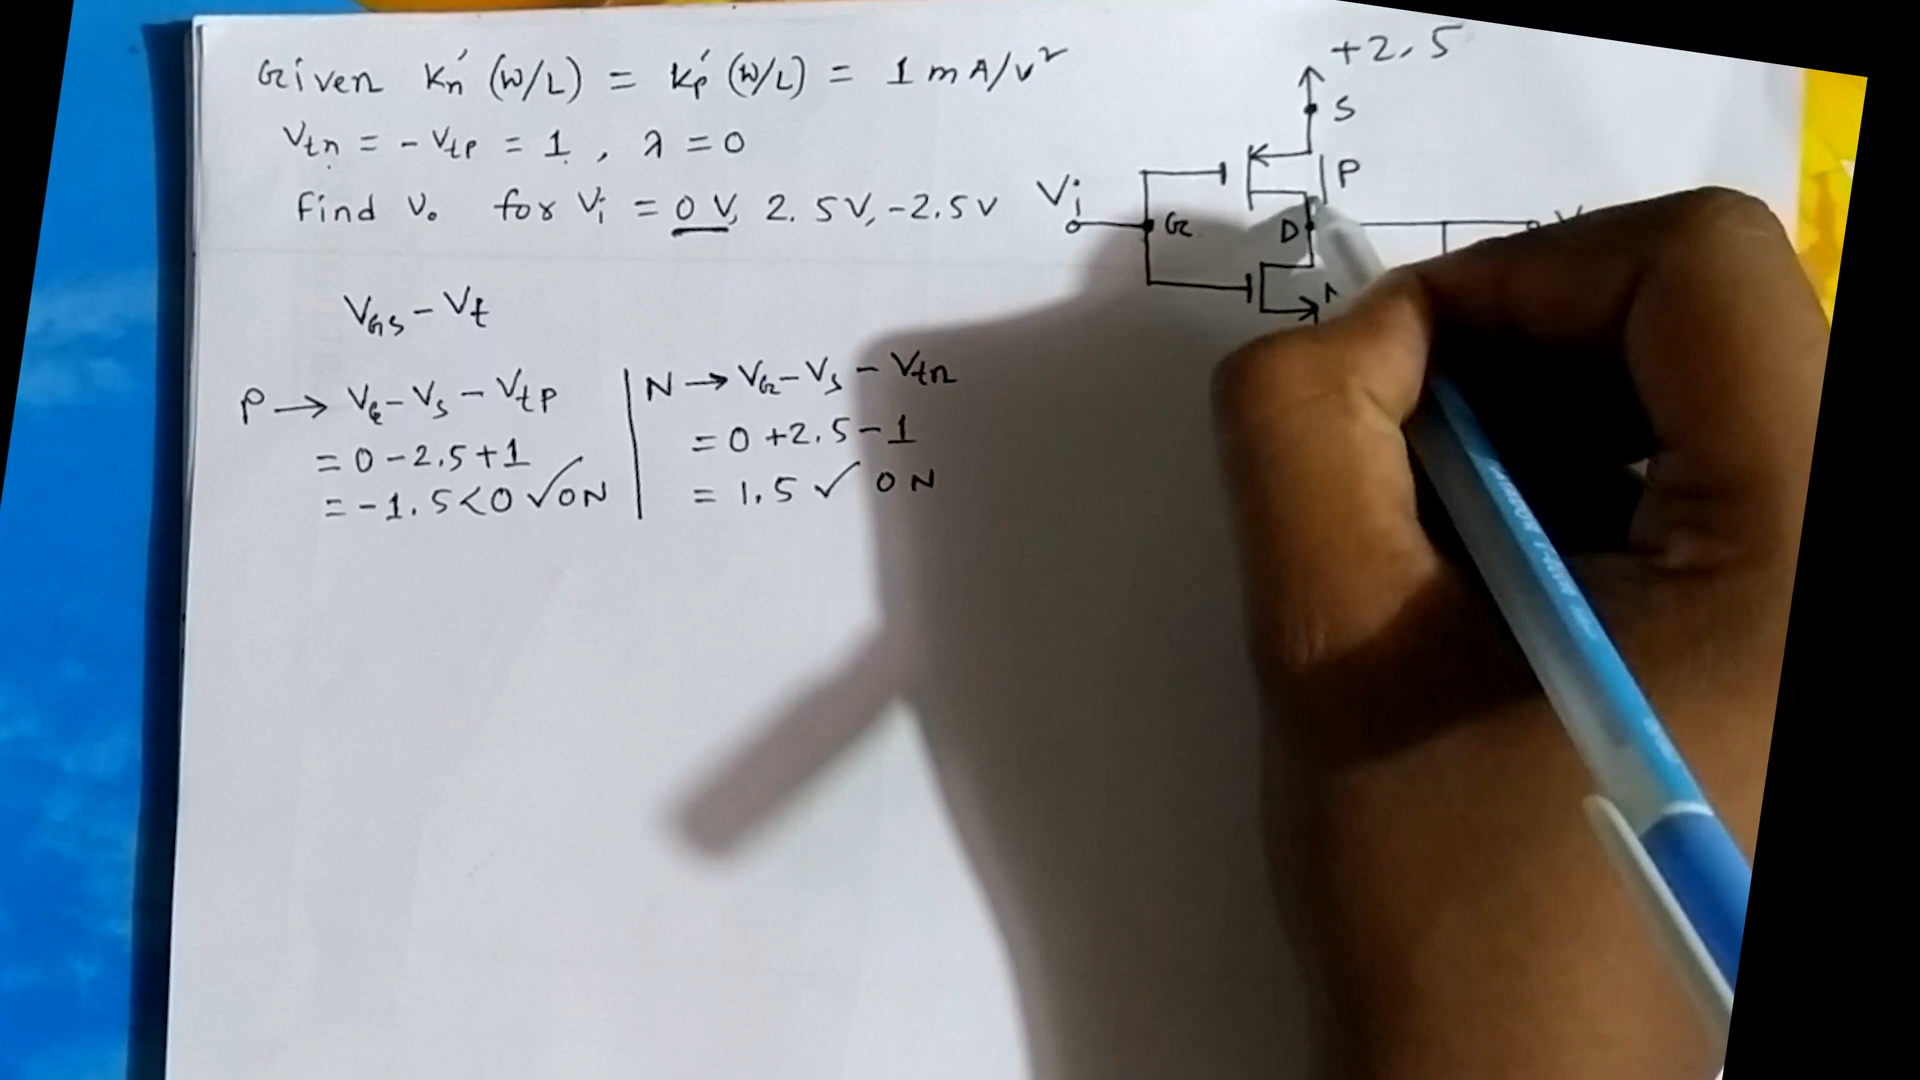 Given Kn' (W/L) = Kp' (W/L) = 1 mA/V²
Vtn = - Vtp = 1 , λ = 0
Find Vo for Vi = 0 V, 2.5V, -2.5V
+2.5
S
P
Vi
G
D
VGS - Vt
P → VG - VS - Vtp
= 0 - 2.5 + 1
= -1.5 < 0 ✓ ON
N → VG - VS - Vtn
= 0 + 2.5 - 1
= 1.5 ✓ ON